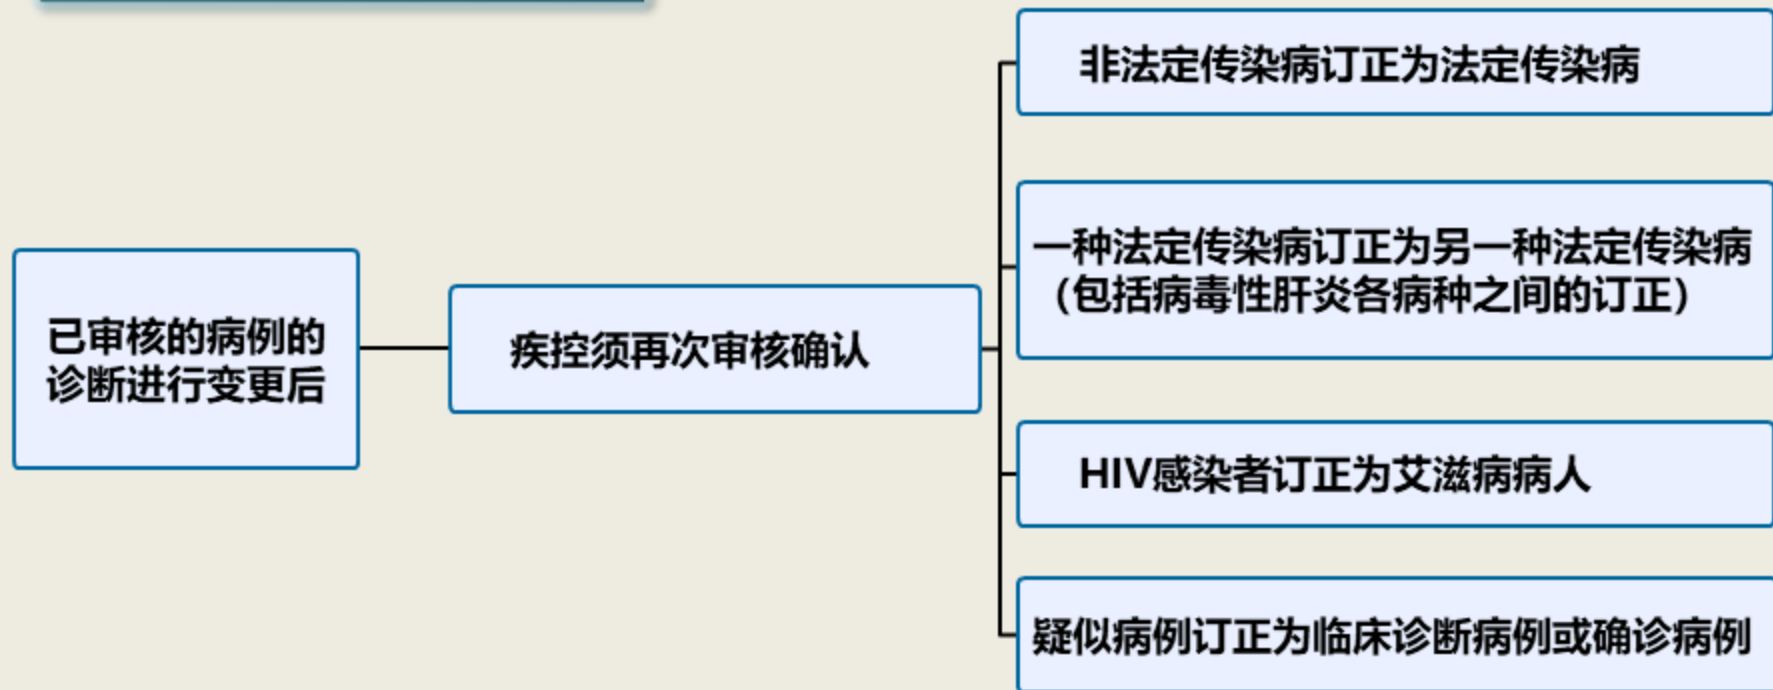 非法定传染病订正为法定传染病
一种法定传染病订正为另一种法定传染病
（包括病毒性肝炎各病种之间的订正）
已审核的病例的
诊断进行变更后
疾控须再次审核确认
HIV感染者订正为艾滋病病人
疑似病例订正为临床诊断病例或确诊病例